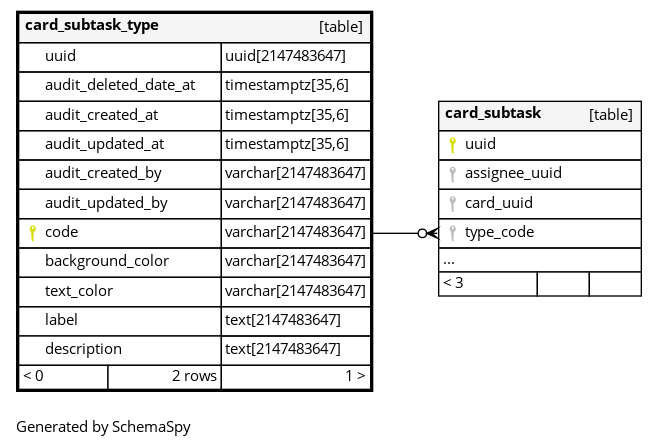 card_subtask_type [table]
uuid uuid[2147483647]
audit_deleted_date_at timestamptz[35,6]
audit_created_at timestamptz[35,6]
audit_updated_at timestamptz[35,6]
audit_created_by varchar[2147483647]
audit_updated_by varchar[2147483647]
code varchar[2147483647]
background_color varchar[2147483647]
text_color varchar[2147483647]
label text[2147483647]
description text[2147483647]
< 0 2 rows 1 >
card_subtask [table]
uuid
assignee_uuid
card_uuid
type_code
...
< 3
Generated by SchemaSpy